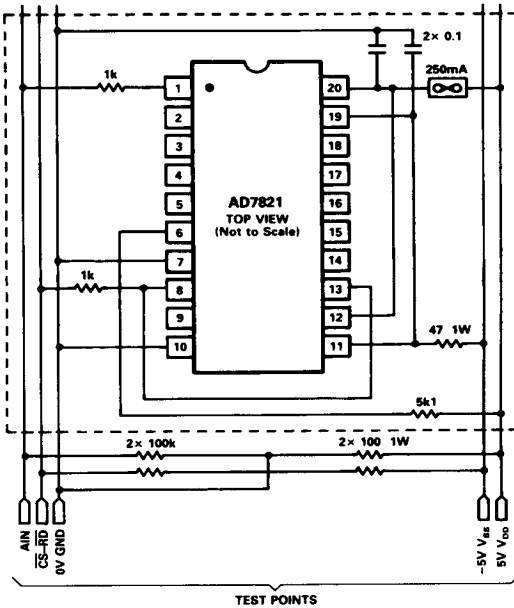 2× 0.1
1k
250mA
1
20
2
19
3
18
4
17
5
16
AD7821
TOP VIEW
(Not to Scale)
6
15
7
14
1k
8
13
9
12
10
11
47 1W
5k1
2× 100k
2× 100 1W
AIN
CS-RD
0V GND
-5V VSS
5V VDD
TEST POINTS